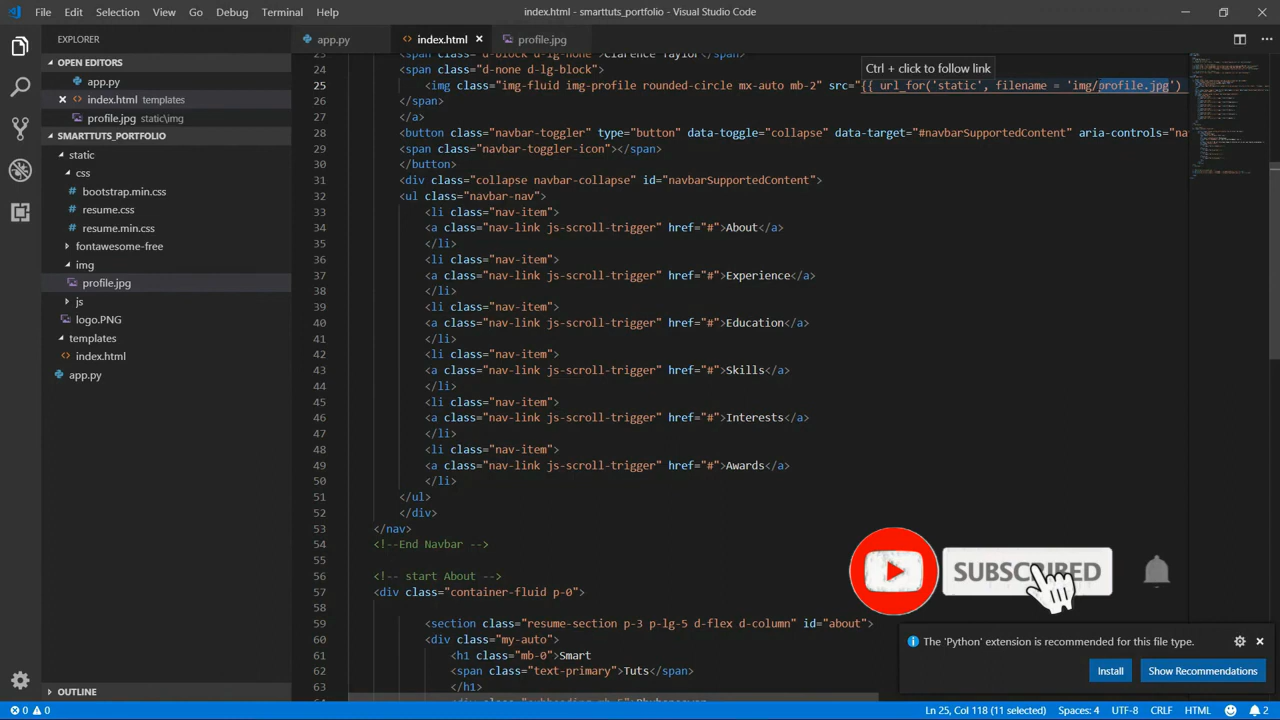 File Edit Selection View Go Debug Terminal Help
index.html - smarttuts_portfolio - Visual Studio Code
EXPLORER
OPEN EDITORS
app.py
index.html templates
profile.jpg static\img
SMARTTUTS_PORTFOLIO
static
css
bootstrap.min.css
resume.css
resume.min.css
fontawesome-free
img
profile.jpg
js
logo.PNG
templates
index.html
app.py
OUTLINE
app.py index.html profile.jpg
Ctrl + click to follow link
23 <span class="d-block d-lg-none">Clarence Taylor</span>
24 <span class="d-none d-lg-block">
25 <img class="img-fluid img-profile rounded-circle mx-auto mb-2" src="{{ url_for('static', filename = 'img/profile.jpg')
26 </span>
27 </a>
28 <button class="navbar-toggler" type="button" data-toggle="collapse" data-target="#navbarSupportedContent" aria-controls="na
29 <span class="navbar-toggler-icon"></span>
30 </button>
31 <div class="collapse navbar-collapse" id="navbarSupportedContent">
32 <ul class="navbar-nav">
33 <li class="nav-item">
34 <a class="nav-link js-scroll-trigger" href="#">About</a>
35 </li>
36 <li class="nav-item">
37 <a class="nav-link js-scroll-trigger" href="#">Experience</a>
38 </li>
39 <li class="nav-item">
40 <a class="nav-link js-scroll-trigger" href="#">Education</a>
41 </li>
42 <li class="nav-item">
43 <a class="nav-link js-scroll-trigger" href="#">Skills</a>
44 </li>
45 <li class="nav-item">
46 <a class="nav-link js-scroll-trigger" href="#">Interests</a>
47 </li>
48 <li class="nav-item">
49 <a class="nav-link js-scroll-trigger" href="#">Awards</a>
50 </li>
51 </ul>
52 </div>
53 </nav>
54 <!--End Navbar -->
55
56 <!-- start About -->
57 <div class="container-fluid p-0">
58
59 <section class="resume-section p-3 p-lg-5 d-flex d-column" id="about">
60 <div class="my-auto">
61 <h1 class="mb-0">Smart
62 <span class="text-primary">Tuts</span>
63 </h1>
64 <div class="subheading mb-5">
SUBSCRIBED
The 'Python' extension is recommended for this file type.
Install Show Recommendations
0 0
Ln 25, Col 118 (11 selected) Spaces: 4 UTF-8 CRLF HTML 2